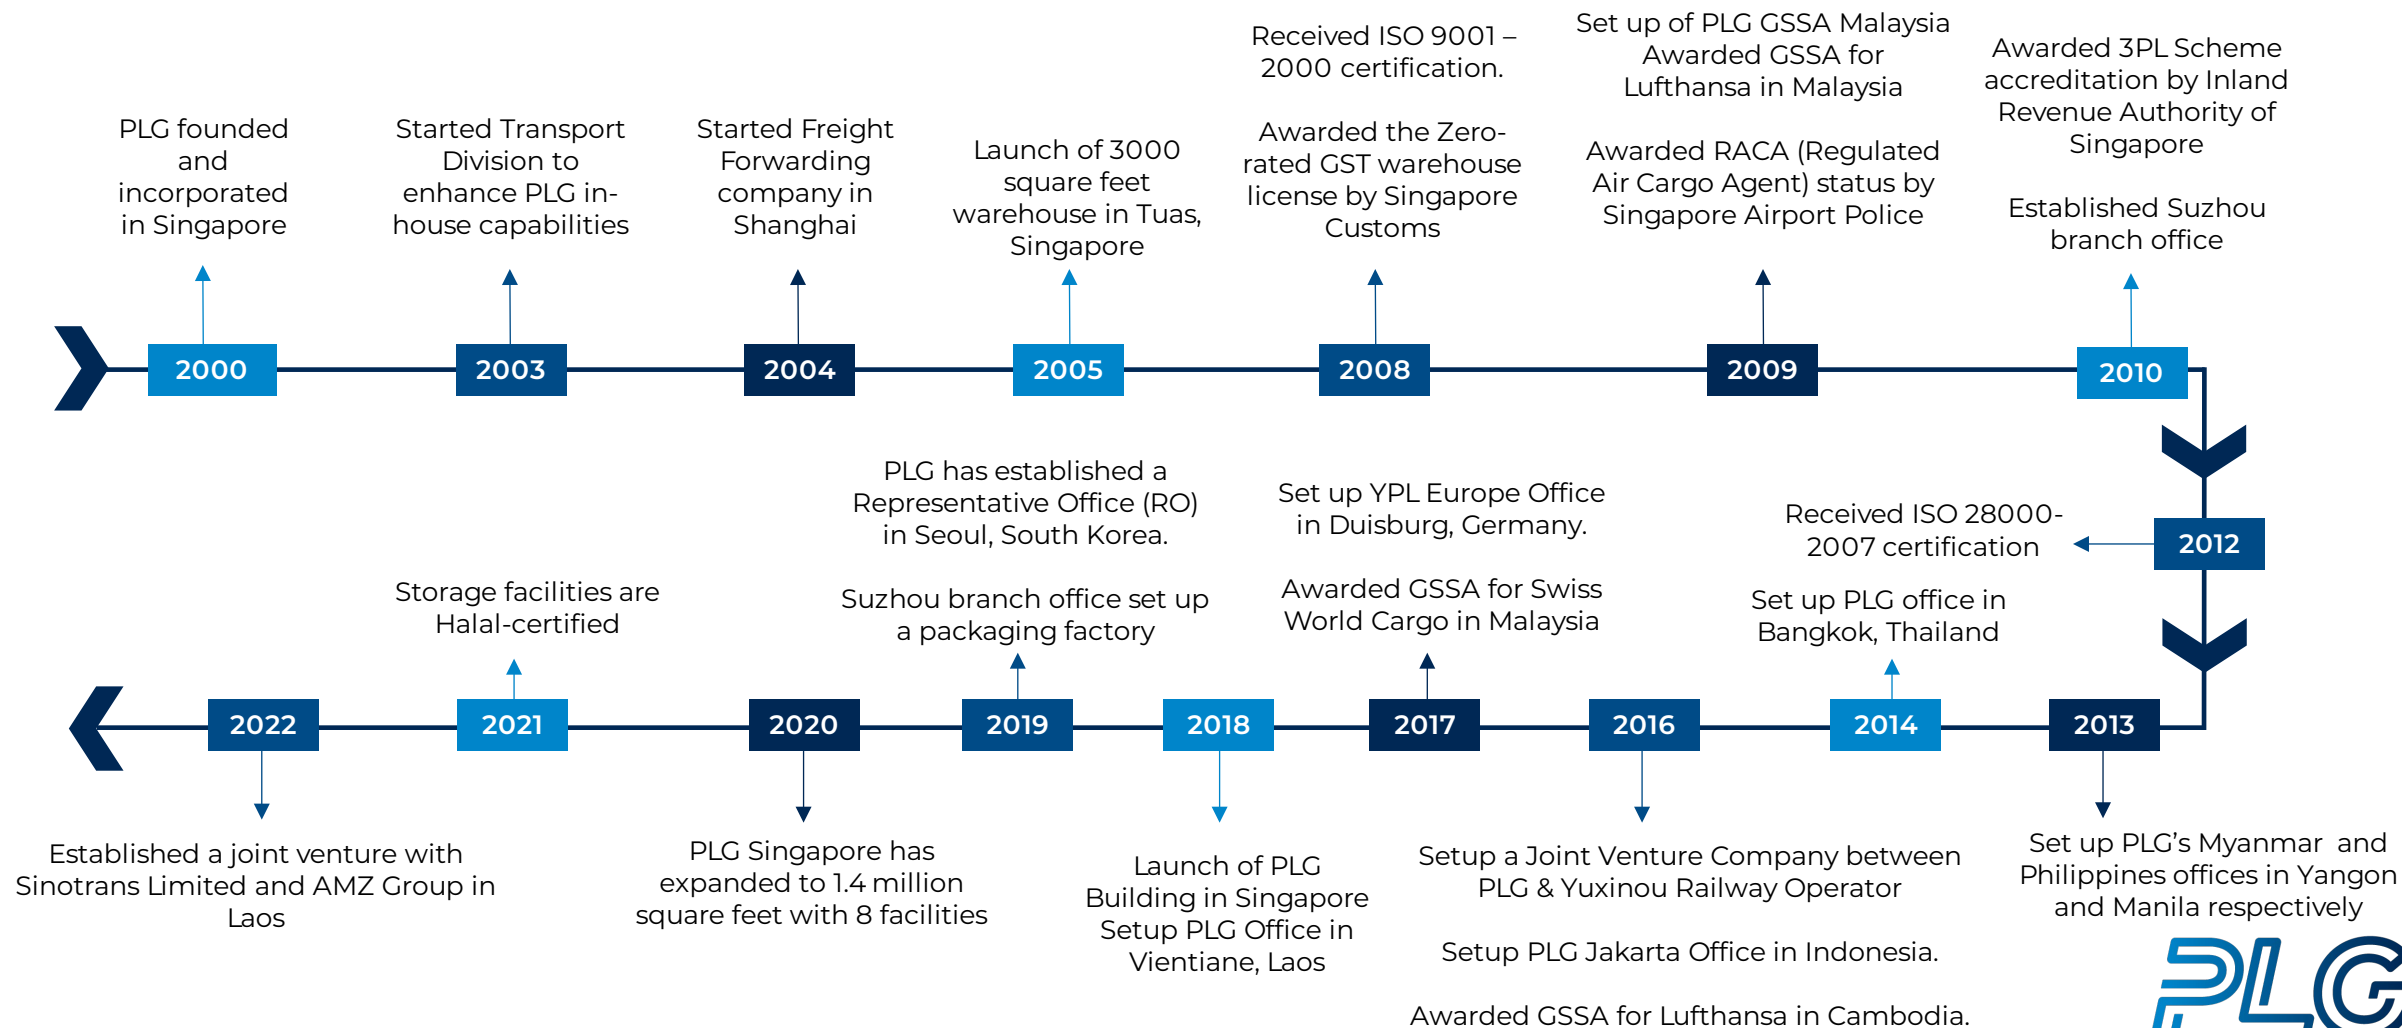 PLG founded
and
incorporated
in Singapore
2000
Started Transport
Division to
enhance PLG in-
house capabilities
2003
Started Freight
Forwarding
company in
Shanghai
2004
Launch of 3000
square feet
warehouse in Tuas,
Singapore
2005
Received ISO 9001 –
2000 certification.
Awarded the Zero-
rated GST warehouse
license by Singapore
Customs
2008
Set up of PLG GSSA Malaysia
Awarded GSSA for
Lufthansa in Malaysia
Awarded RACA (Regulated
Air Cargo Agent) status by
Singapore Airport Police
2009
Awarded 3PL Scheme
accreditation by Inland
Revenue Authority of
Singapore
Established Suzhou
branch office
2010
Received ISO 28000-
2007 certification
2012
2013
Set up PLG's Myanmar  and
Philippines offices in Yangon
and Manila respectively
Set up PLG office in
Bangkok, Thailand
2014
2016
Setup a Joint Venture Company between
PLG & Yuxinou Railway Operator
Setup PLG Jakarta Office in Indonesia.
Awarded GSSA for Lufthansa in Cambodia.
Set up YPL Europe Office
in Duisburg, Germany.
Awarded GSSA for Swiss
World Cargo in Malaysia
2017
2018
Launch of PLG
Building in Singapore
Setup PLG Office in
Vientiane, Laos
PLG has established a
Representative Office (RO)
in Seoul, South Korea.
Suzhou branch office set up
a packaging factory
2019
2020
PLG Singapore has
expanded to 1.4 million
square feet with 8 facilities
Storage facilities are
Halal-certified
2021
2022
Established a joint venture with
Sinotrans Limited and AMZ Group in
Laos
PLG